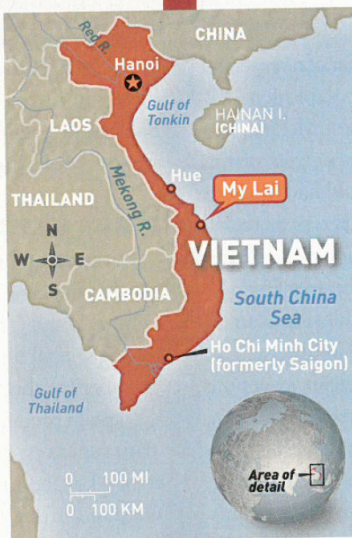 CHINA
Red R.
Hanoi
Gulf of
Tonkin
HAINAN I.
(CHINA)
LAOS
Mekong R.
Hue
My Lai
THAILAND
N
W
E
S
VIETNAM
CAMBODIA
South China
Sea
Ho Chi Minh City
(formerly Saigon)
Gulf of
Thailand
0 100 MI
0 100 KM
Area of
detail